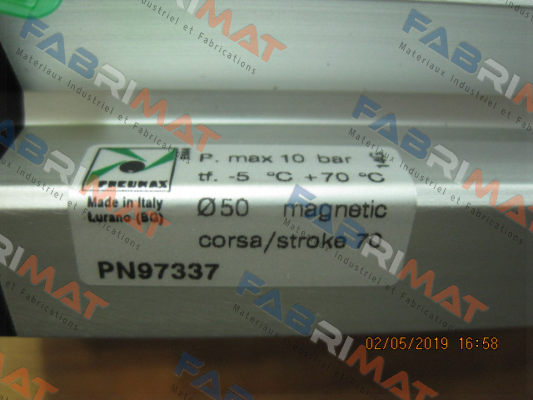 FABRIMAT
Materiaux Industriel et Fabrications
PNEUMAX
Made in Italy
Lurano (BG)
P. max 10 bar
tf. -5 °C +70 °C
Ø50 magnetic
corsa/stroke 70
PN97337
02/05/2019 16:58